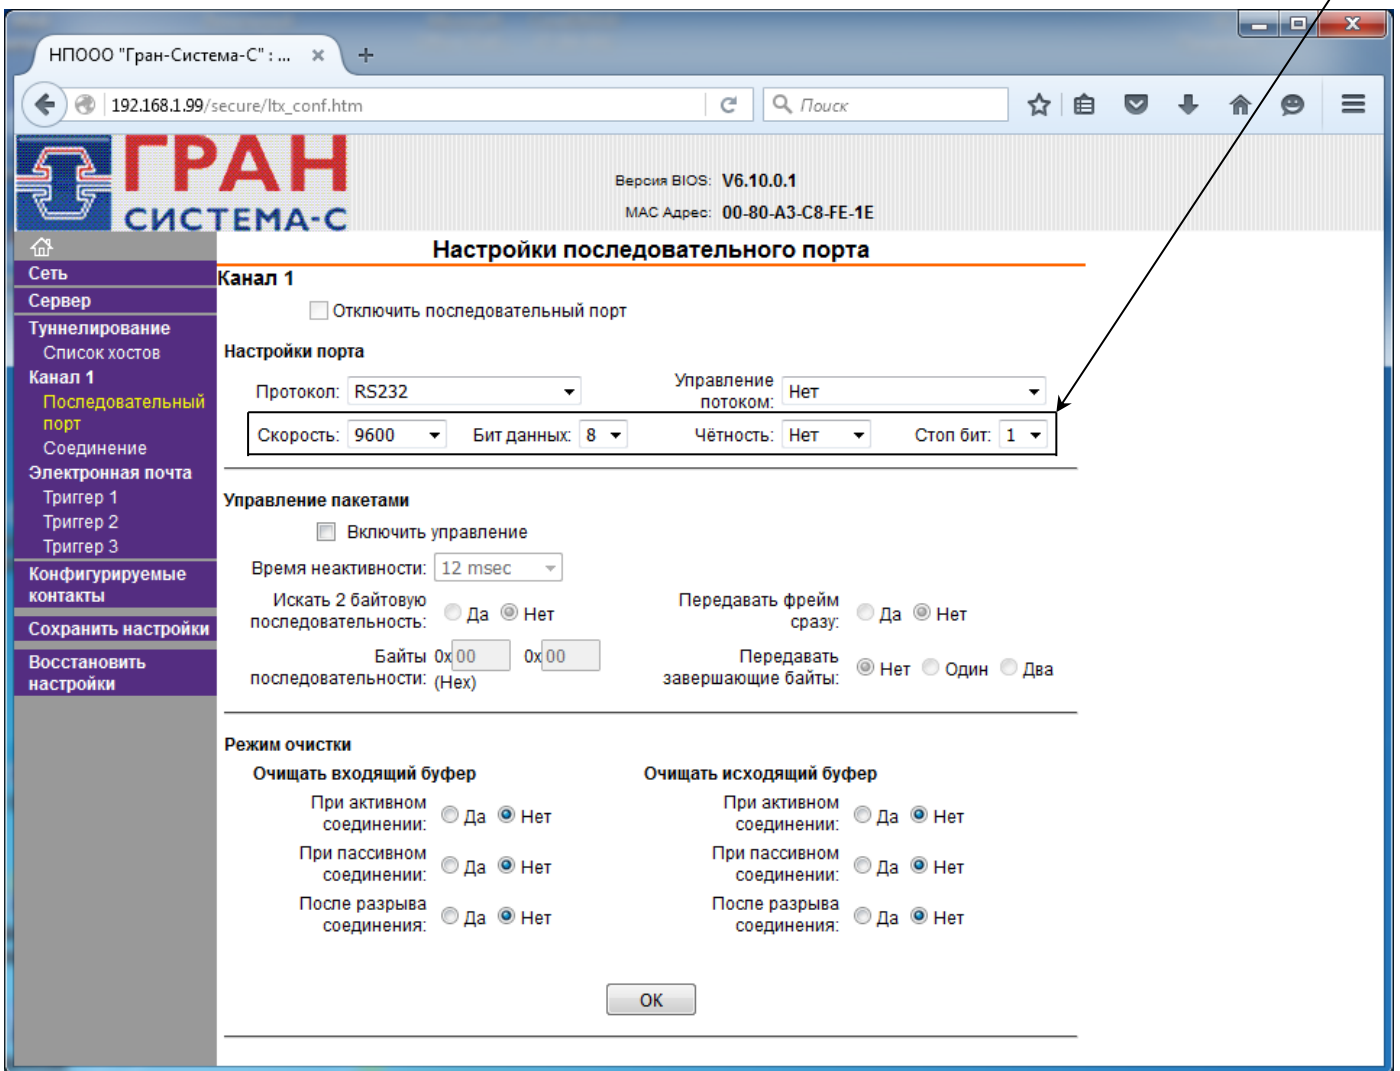 НПООО "Гран-Система-С" : ...
192.168.1.99/secure/ltx_conf.htm
Поиск
ГРАН
СИСТЕМА-С
Версия BIOS: V6.10.0.1
MAC Адрес: 00-80-A3-C8-FE-1E
Сеть
Сервер
Туннелирование
Список хостов
Канал 1
Последовательный
порт
Соединение
Электронная почта
Триггер 1
Триггер 2
Триггер 3
Конфигурируемые
контакты
Сохранить настройки
Восстановить
настройки
Настройки последовательного порта
Канал 1
Отключить последовательный порт
Настройки порта
Протокол: RS232
Управление
потоком: Нет
Скорость: 9600 Бит данных: 8 Чётность: Нет Стоп бит: 1
Управление пакетами
Включить управление
Время неактивности: 12 msec
Искать 2 байтовую
последовательность: Да Нет
Передавать фрейм
сразу: Да Нет
Байты
последовательности: 0x 00 0x 00
(Hex)
Передавать
завершающие байты: Нет Один Два
Режим очистки
Очищать входящий буфер
При активном
соединении: Да Нет
При пассивном
соединении: Да Нет
После разрыва
соединения: Да Нет
Очищать исходящий буфер
При активном
соединении: Да Нет
При пассивном
соединении: Да Нет
После разрыва
соединения: Да Нет
OK